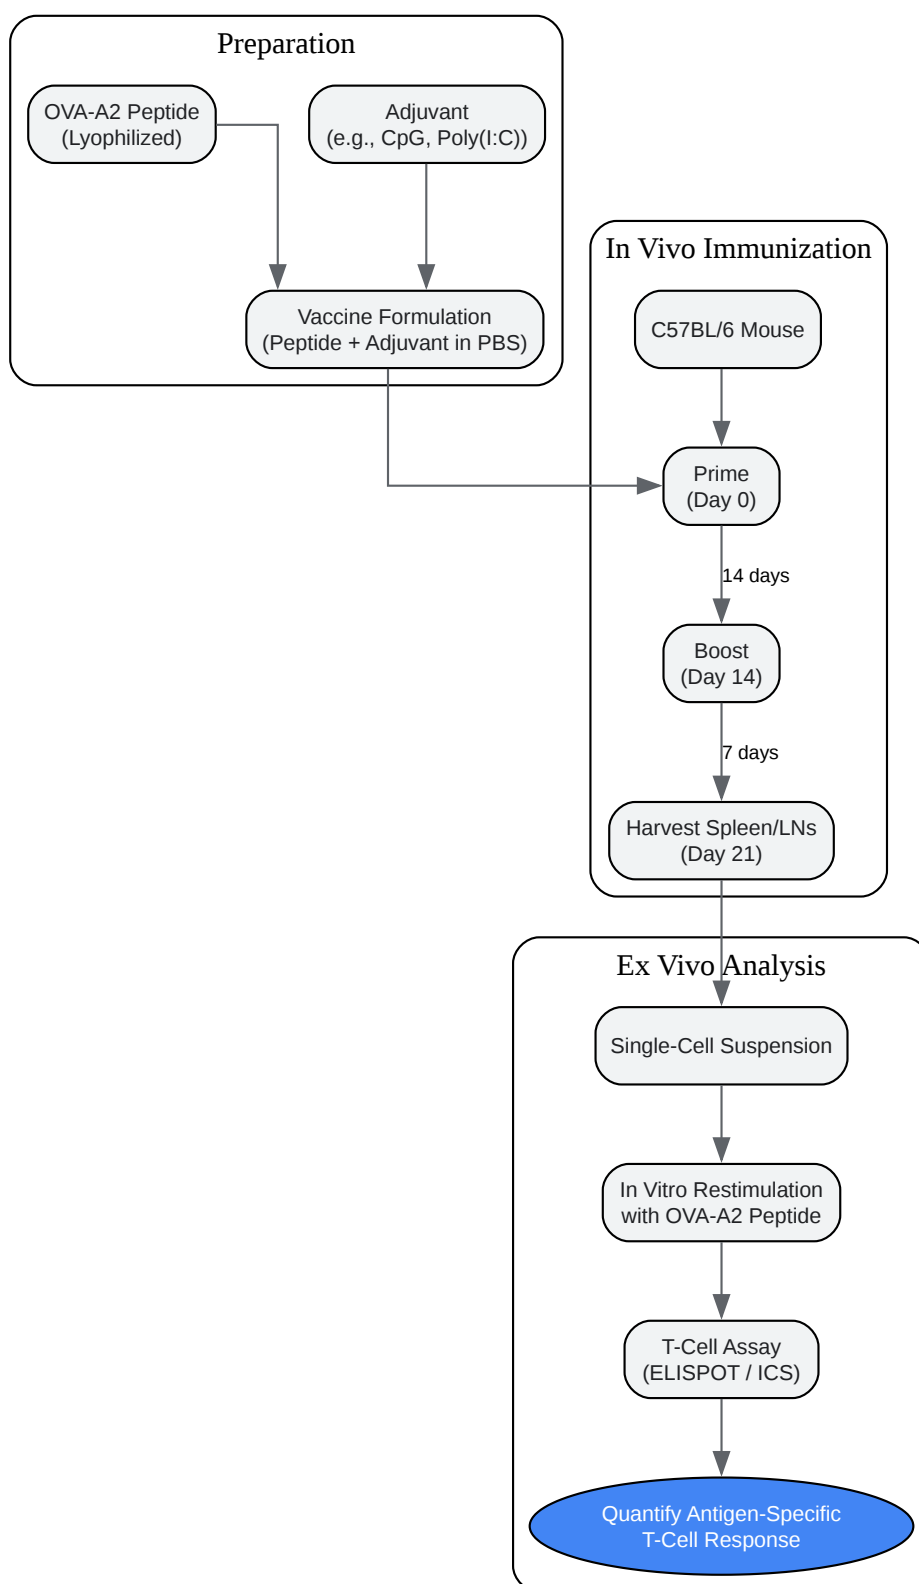 Preparation
OVA-A2 Peptide
(Lyophilized)
Adjuvant
(e.g., CpG, Poly(I:C))
Vaccine Formulation
(Peptide + Adjuvant in PBS)
In Vivo Immunization
C57BL/6 Mouse
Prime
(Day 0)
14 days
Boost
(Day 14)
7 days
Harvest Spleen/LNs
(Day 21)
Ex Vivo Analysis
Single-Cell Suspension
In Vitro Restimulation
with OVA-A2 Peptide
T-Cell Assay
(ELISPOT / ICS)
Quantify Antigen-Specific
T-Cell Response